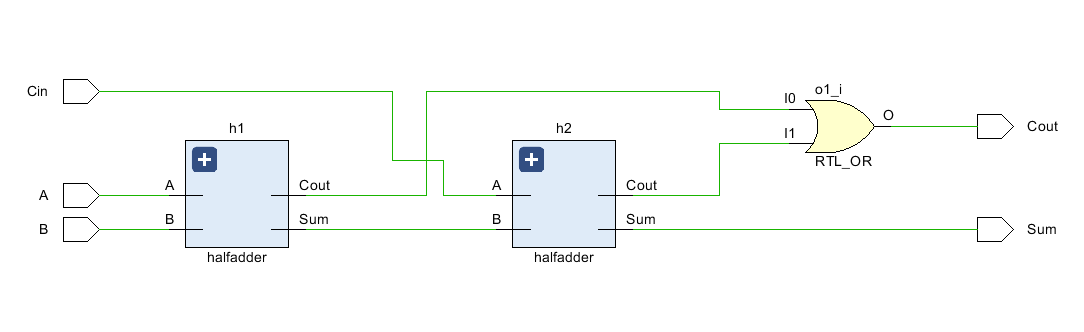 Cin
A
B
h1
A
B
Cout
Sum
halfadder
h2
A
B
Cout
Sum
halfadder
o1_i
I0
I1
O
RTL_OR
Cout
Sum